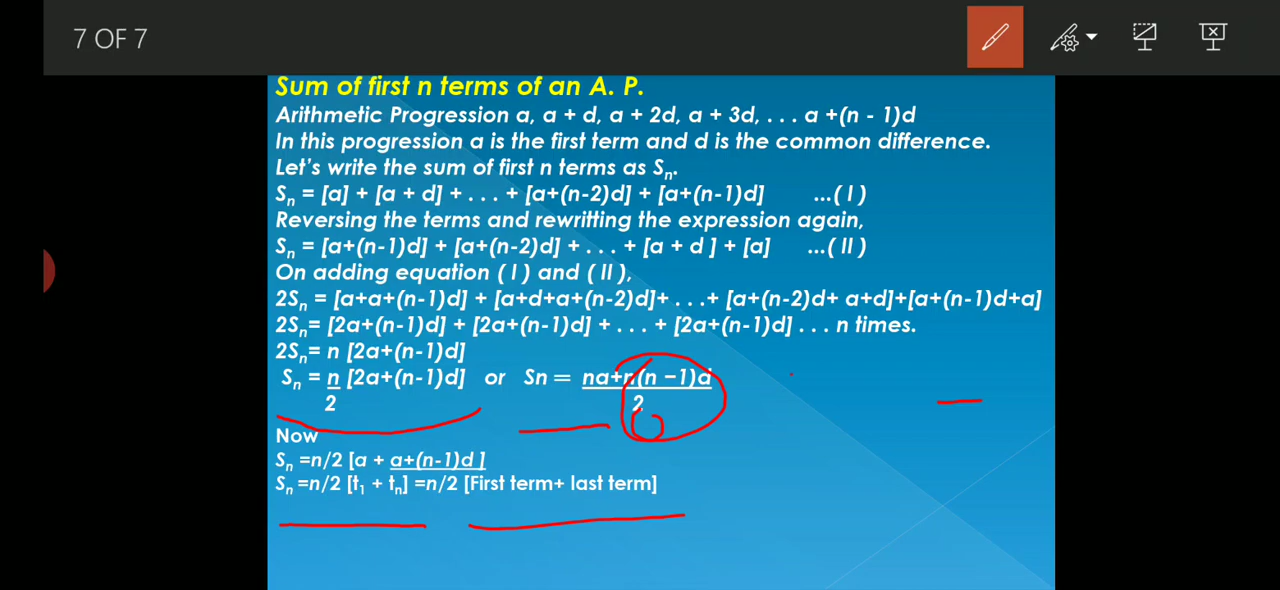 7 OF 7
Sum of first n terms of an A. P.
Arithmetic Progression a, a + d, a + 2d, a + 3d, . . . a +(n - 1)d
In this progression a is the first term and d is the common difference.
Let's write the sum of first n terms as Sₙ.
Sₙ = [a] + [a + d] + . . . + [a+(n-2)d] + [a+(n-1)d] ...( I )
Reversing the terms and rewritting the expression again,
Sₙ = [a+(n-1)d] + [a+(n-2)d] + . . . + [a + d ] + [a] ...( II )
On adding equation ( I ) and ( II ),
2Sₙ = [a+a+(n-1)d] + [a+d+a+(n-2)d]+ . . .+ [a+(n-2)d+ a+d]+[a+(n-1)d+a]
2Sₙ= [2a+(n-1)d] + [2a+(n-1)d] + . . . + [2a+(n-1)d] . . . n times.
2Sₙ= n [2a+(n-1)d]
Sₙ = n [2a+(n-1)d] or Sn = na+n(n −1)d
2 2
Now
Sₙ =n/2 [a + a+(n-1)d ]
Sₙ =n/2 [t₁ + tₙ] =n/2 [First term+ last term]